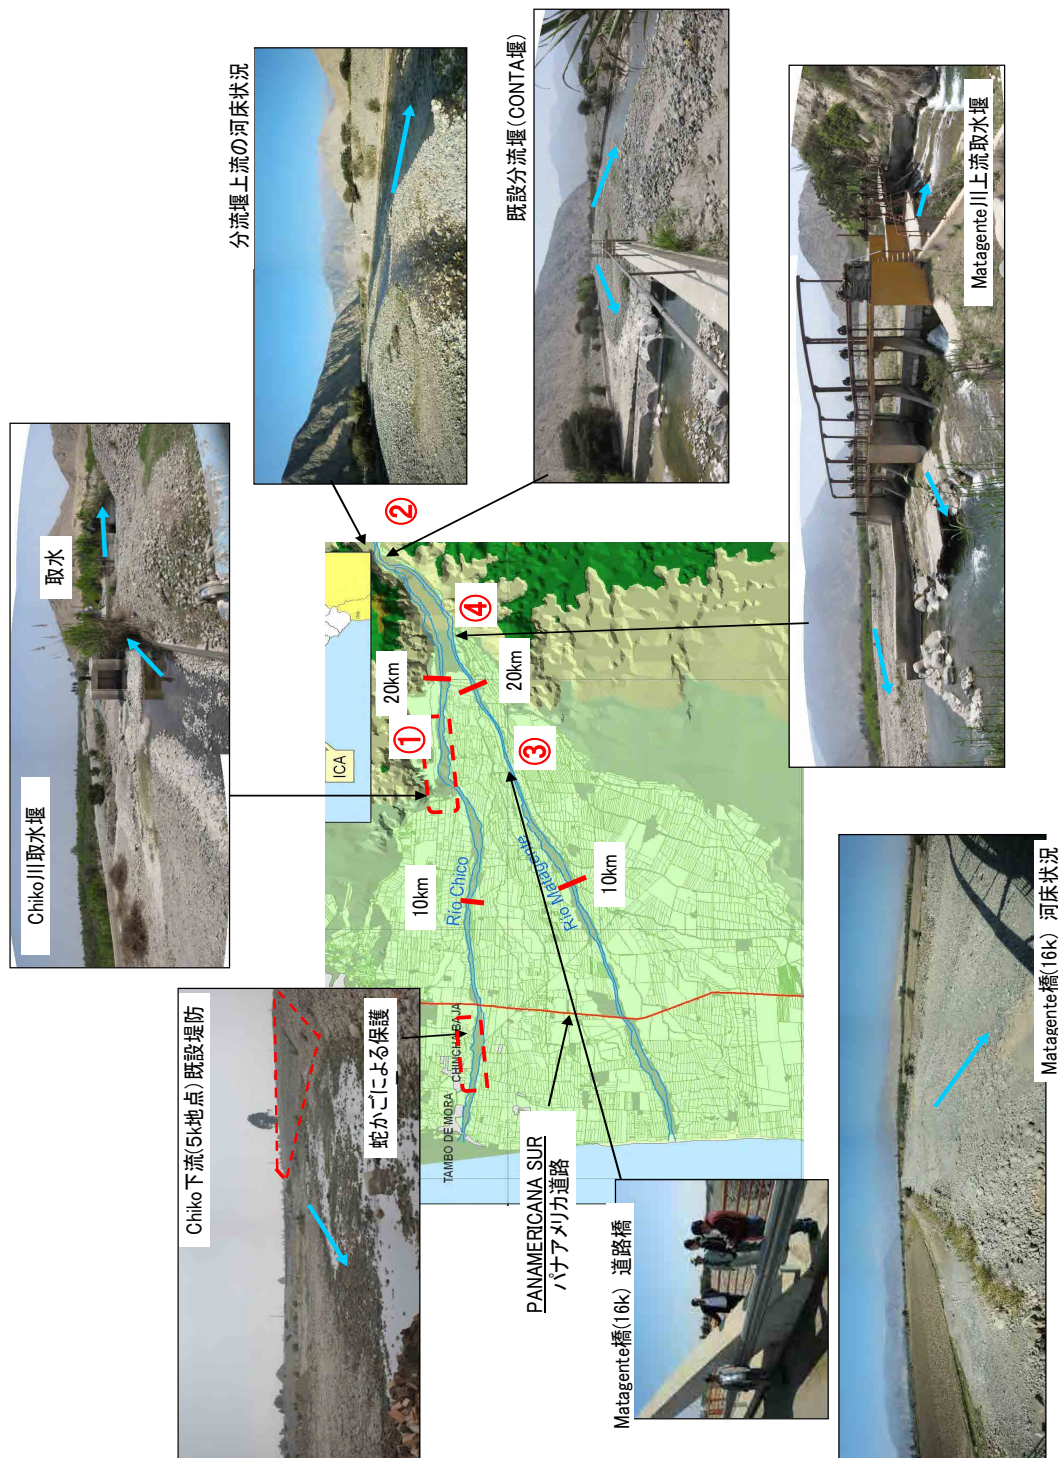 Chiko下流(5k地点)既設堤防
蛇かごによる保護
Chiko川取水堰
取水
分流堰上流の河床状況
既設分流堰(CONTA堰)
Matagente川上流取水堰
Matagente橋(16k) 河床状況
Matagente橋(16k) 道路橋
PANAMERICANA SUR
パナアメリカ道路
TAMBO DE MORA
CHINCHA BAJA
ICA
Río Chico
Río Matagente
10km
20km
10km
20km
①
②
③
④